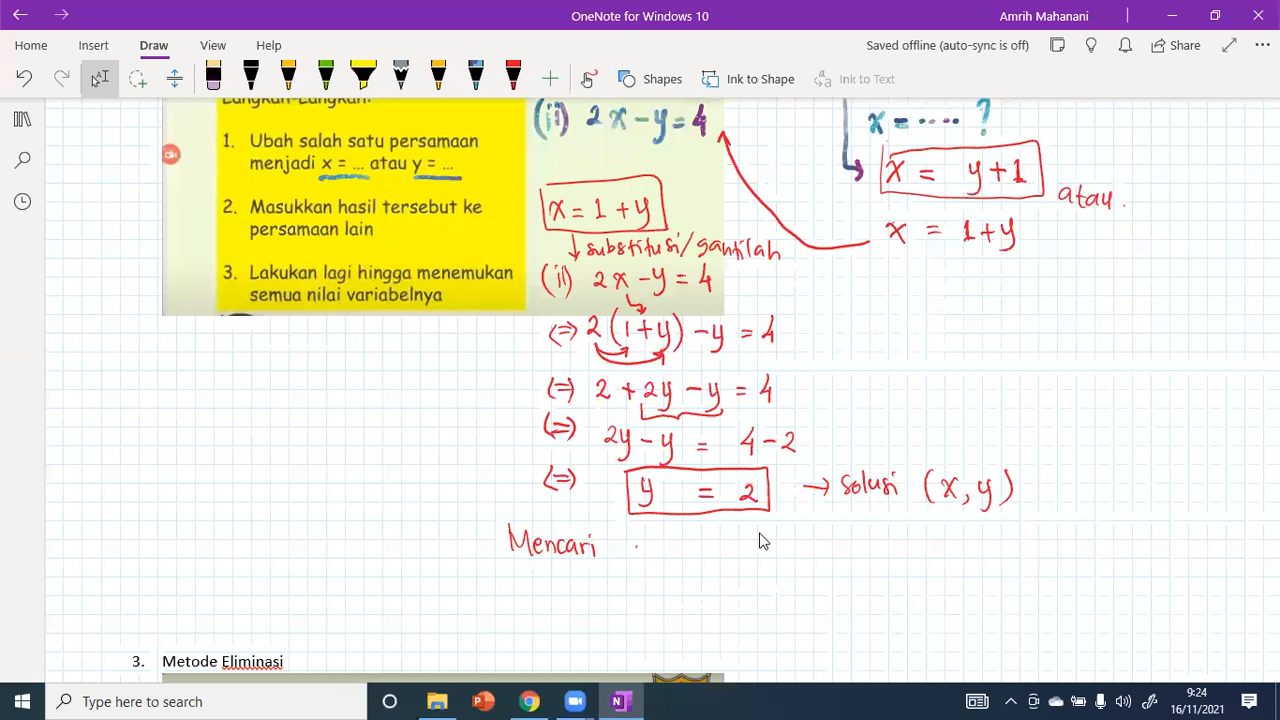 OneNote for Windows 10
Amrih Mahanani
Home Insert Draw View Help
Saved offline (auto-sync is off)
Share
Shapes
Ink to Shape
Ink to Text
Langkah-Langkah:
1. Ubah salah satu persamaan
menjadi x = ... atau y = ...
2. Masukkan hasil tersebut ke
persamaan lain
3. Lakukan lagi hingga menemukan
semua nilai variabelnya
(ii) 2x-y=4
x = .... ?
x = y+1
atau.
x = 1+y
x = 1+y
↓ substitusi/gantilah
(ii) 2x-y=4
(=) 2(1+y) -y = 4
(=) 2 + 2y -y = 4
(=) 2y-y = 4-2
(=) y = 2 → solusi (x,y)
Mencari
3. Metode Eliminasi
Type here to search
9:24
16/11/2021